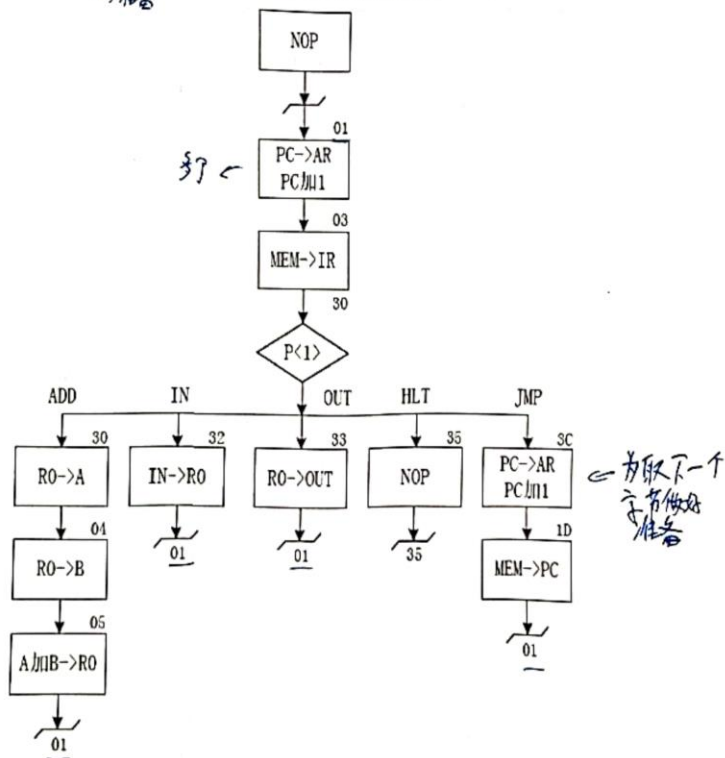 准备
NOP
01
PC->AR
PC加1
03
MEM->IR
30
P<1>
ADD IN OUT HLT JMP
30 32 33 35 3C
R0->A IN->R0 R0->OUT NOP PC->AR
PC加1
为取下一个
字节做好
准备
04 01 01 35 1D
R0->B MEM->PC
05 01
A加B->R0
01